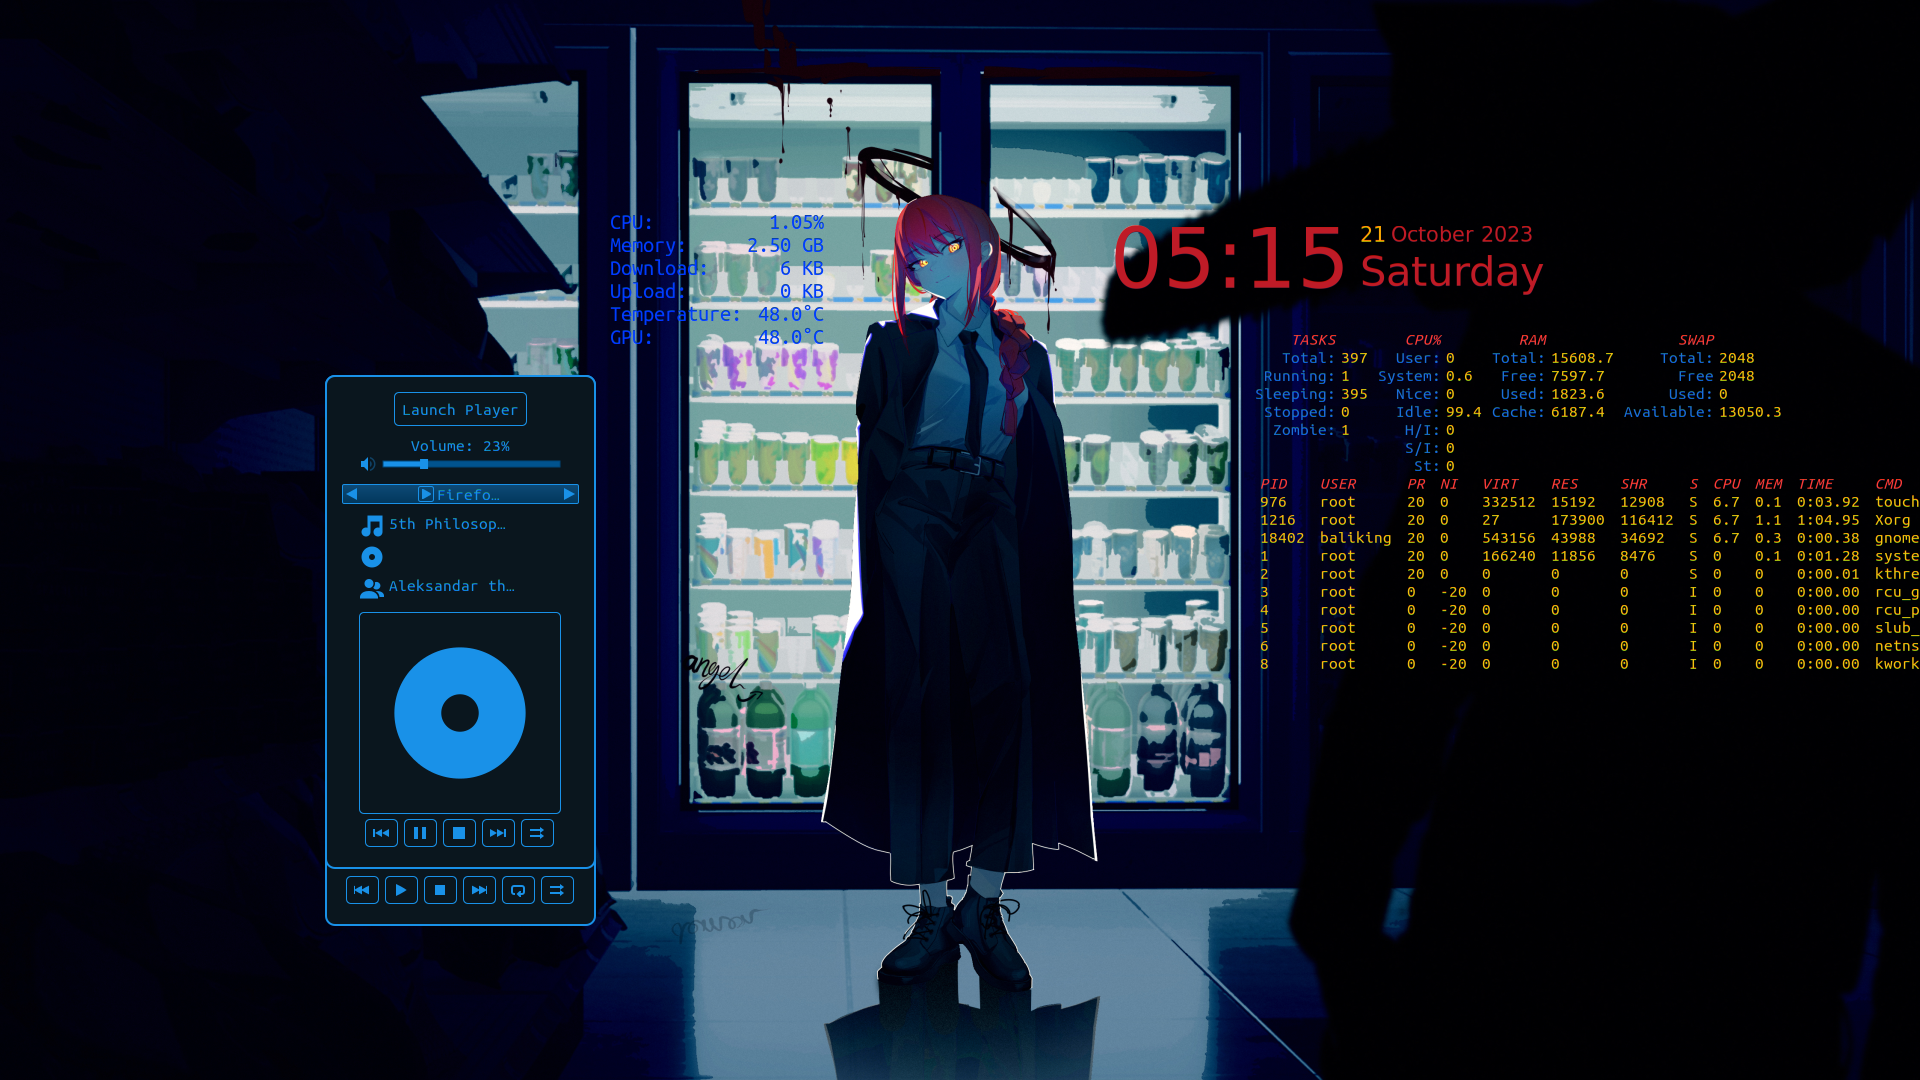 CPU: 1.05%
Memory: 2.50 GB
Download: 6 KB
Upload: 0 KB
Temperature: 48.0°C
GPU: 48.0°C
05:15
21 October 2023
Saturday
Launch Player
Volume: 23%
Firefo…
5th Philosop…
Aleksandar th…
TASKS CPU% RAM SWAP
Total: 397 User: 0 Total: 15608.7 Total: 2048
Running: 1 System: 0.6 Free: 7597.7 Free 2048
Sleeping: 395 Nice: 0 Used: 1823.6 Used: 0
Stopped: 0 Idle: 99.4 Cache: 6187.4 Available: 13050.3
Zombie: 1 H/I: 0
S/I: 0
St: 0
PID USER PR NI VIRT RES SHR S CPU MEM TIME CMD
976 root 20 0 332512 15192 12908 S 6.7 0.1 0:03.92 touch
1216 root 20 0 27 173900 116412 S 6.7 1.1 1:04.95 Xorg
18402 baliking 20 0 543156 43988 34692 S 6.7 0.3 0:00.38 gnome
1 root 20 0 166240 11856 8476 S 0 0.1 0:01.28 syste
2 root 20 0 0 0 0 S 0 0 0:00.01 kthre
3 root 0 -20 0 0 0 I 0 0 0:00.00 rcu_g
4 root 0 -20 0 0 0 I 0 0 0:00.00 rcu_p
5 root 0 -20 0 0 0 I 0 0 0:00.00 slub_
6 root 0 -20 0 0 0 I 0 0 0:00.00 netns
8 root 0 -20 0 0 0 I 0 0 0:00.00 kwork
angel